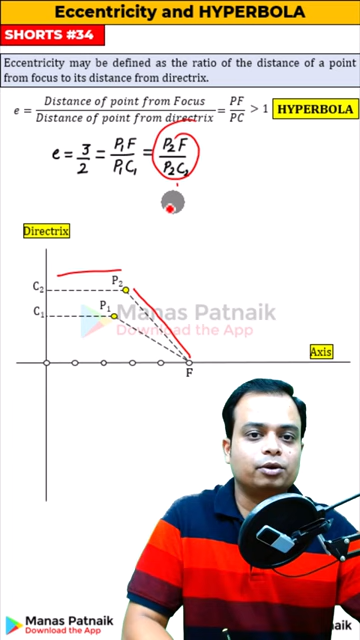 Eccentricity and HYPERBOLA
SHORTS #34
Eccentricity may be defined as the ratio of the distance of a point
from focus to its distance from directrix.
e = Distance of point from Focus / Distance of point from directrix = PF / PC > 1 HYPERBOLA
e = 3/2 = P₁F / P₁C₁ = P₂F / P₂C₂
Directrix
C₂ P₂
C₁ P₁
Manas Patnaik
Download the App
Axis
F
Manas Patnaik
Download the App